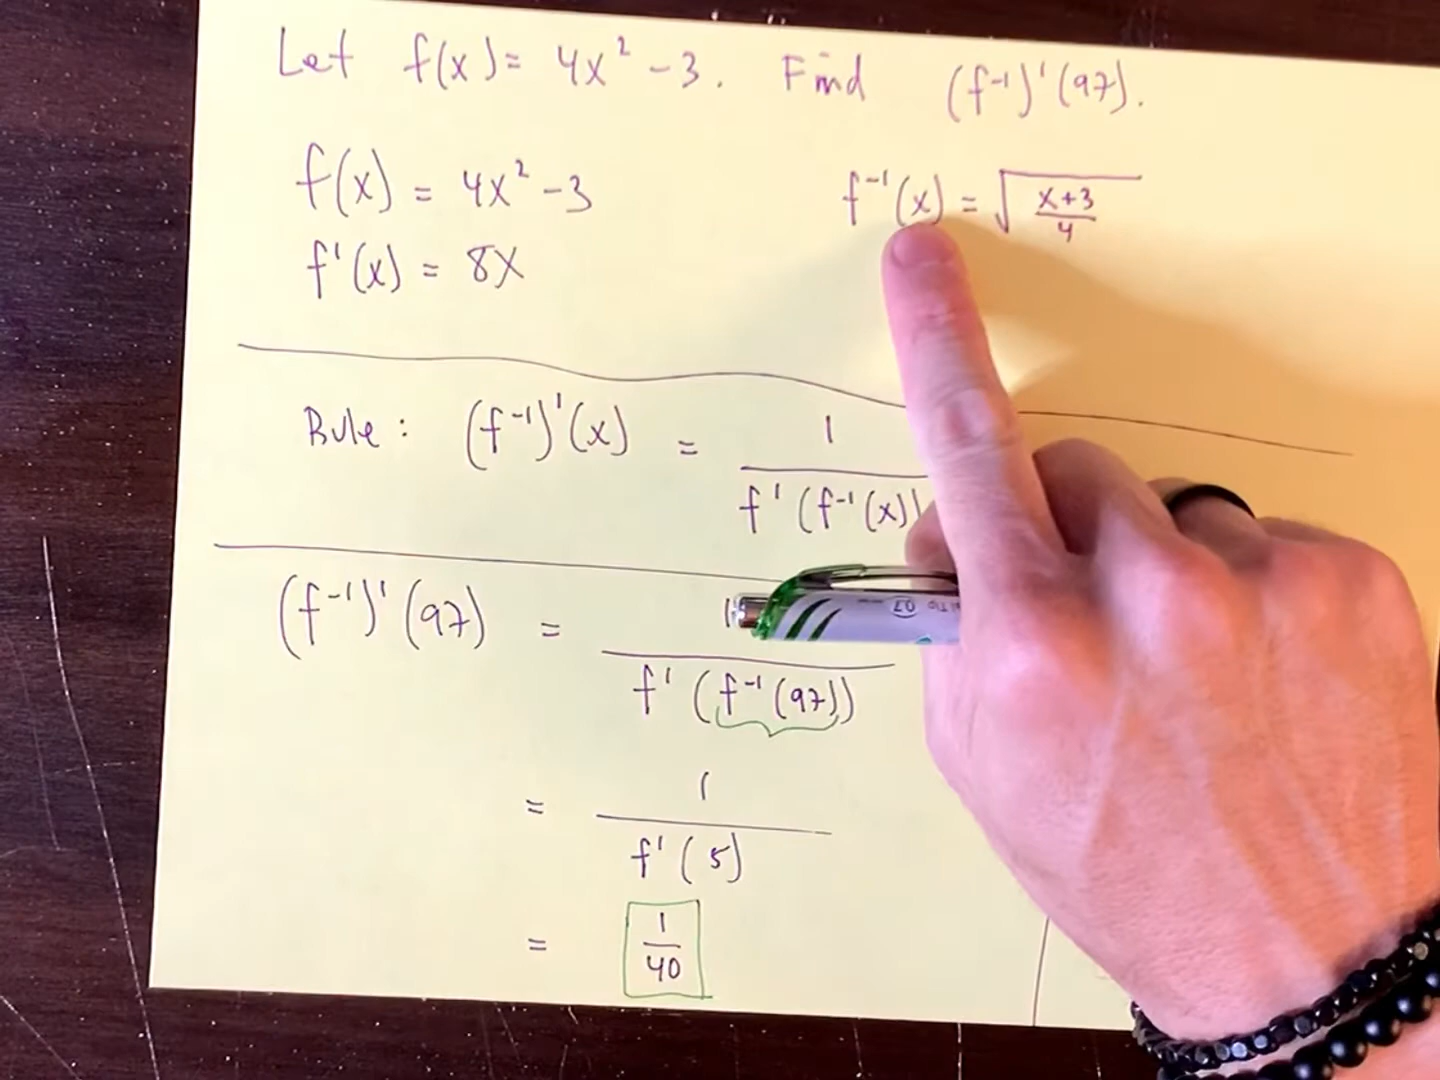 Let f(x) = 4x² - 3. Find (f⁻¹)'(97).
f(x) = 4x² - 3
f⁻¹(x) = √((x+3)/4)
f'(x) = 8x
Rule: (f⁻¹)'(x) = 1 / f'(f⁻¹(x))
(f⁻¹)'(97) = 1 / f'(f⁻¹(97))
= 1 / f'(5)
= 1/40
07